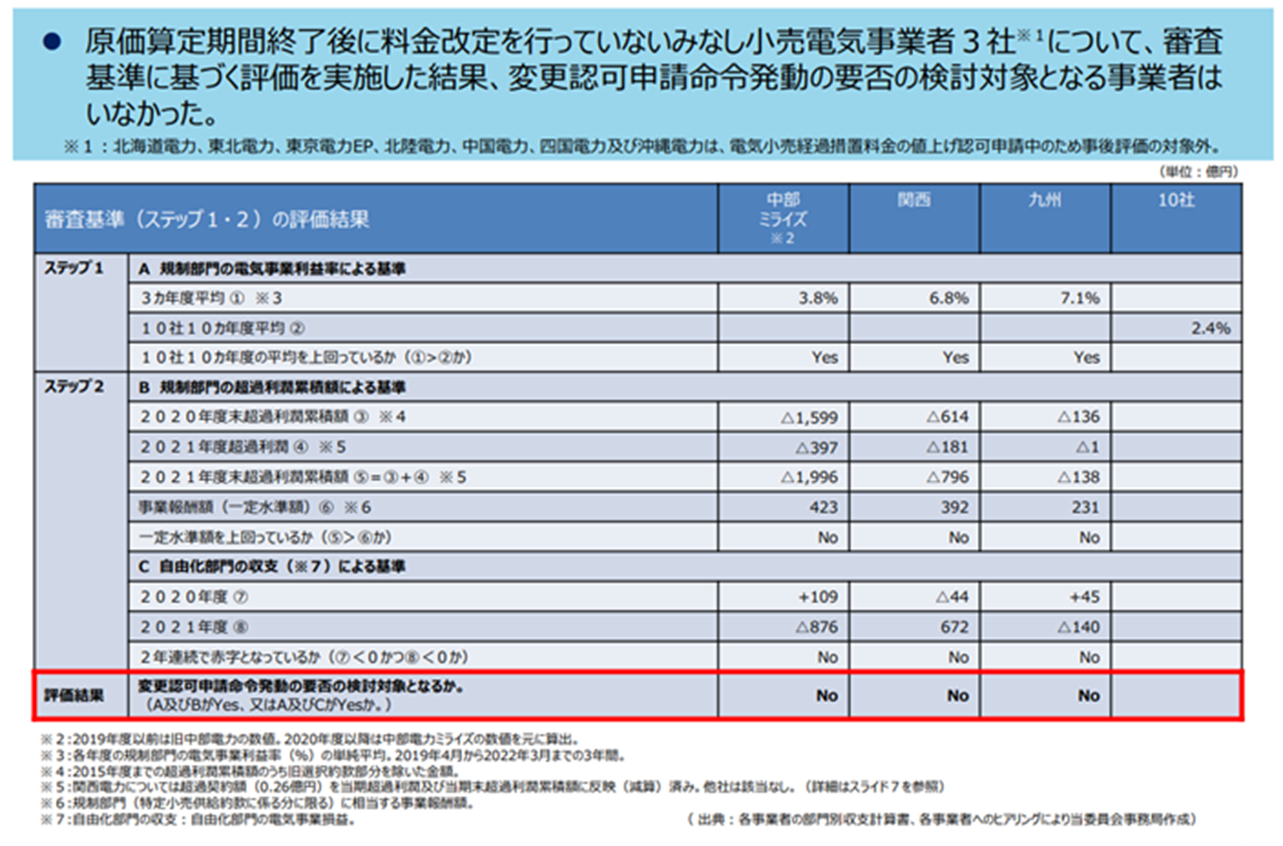 ● 原価算定期間終了後に料金改定を行っていないみなし小売電気事業者３社※１について、審査
基準に基づく評価を実施した結果、変更認可申請命令発動の要否の検討対象となる事業者は
いなかった。
※１：北海道電力、東北電力、東京電力EP、北陸電力、中国電力、四国電力及び沖縄電力は、電気小売経過措置料金の値上げ認可申請中のため事後評価の対象外。
（単位：億円）
審査基準（ステップ１・２）の評価結果 中部ミライズ※２ 関西 九州 10社
ステップ１ A 規制部門の電気事業利益率による基準
３カ年度平均① ※３ 3.8% 6.8% 7.1%
１０社１０カ年度平均② 2.4%
１０社１０カ年度の平均を上回っているか（①＞②か） Yes Yes Yes
ステップ２ B 規制部門の超過利潤累積額による基準
２０２０年度末超過利潤累積額③ ※４ △1,599 △614 △136
２０２１年度超過利潤④ ※５ △397 △181 △1
２０２１年度末超過利潤累積額⑤＝③＋④ ※５ △1,996 △796 △138
事業報酬額（一定水準額）⑥ ※６ 423 392 231
一定水準額を上回っているか（⑤＞⑥か） No No No
C 自由化部門の収支（※７）による基準
２０２０年度⑦ +109 △44 +45
２０２１年度⑧ △876 672 △140
２年連続で赤字となっているか（⑦＜０かつ⑧＜０か） No No No
評価結果 変更認可申請命令発動の要否の検討対象となるか。
（A及びBがYes、又はA及びCがYesか。） No No No
※２：2019年度以前は旧中部電力の数値。2020年度以降は中部電力ミライズの数値を元に算出。
※３：各年度の規制部門の電気事業利益率（%）の単純平均。2019年4月から2022年3月までの3年間。
※４：2015年度までの超過利潤累積額のうち旧選択約款部分を除いた金額。
※５：関西電力については超過契約額（0.26億円）を当期超過利潤及び当期末超過利潤累積額に反映（減算）済み。他社は該当なし。（詳細はスライド７を参照）
※６：規制部門（特定小売供給約款に係る分に限る）に相当する事業報酬額。
※７：自由化部門の収支：自由化部門の電気事業損益。
（出典：各事業者の部門別収支計算書、各事業者へのヒアリングにより当委員会事務局作成）